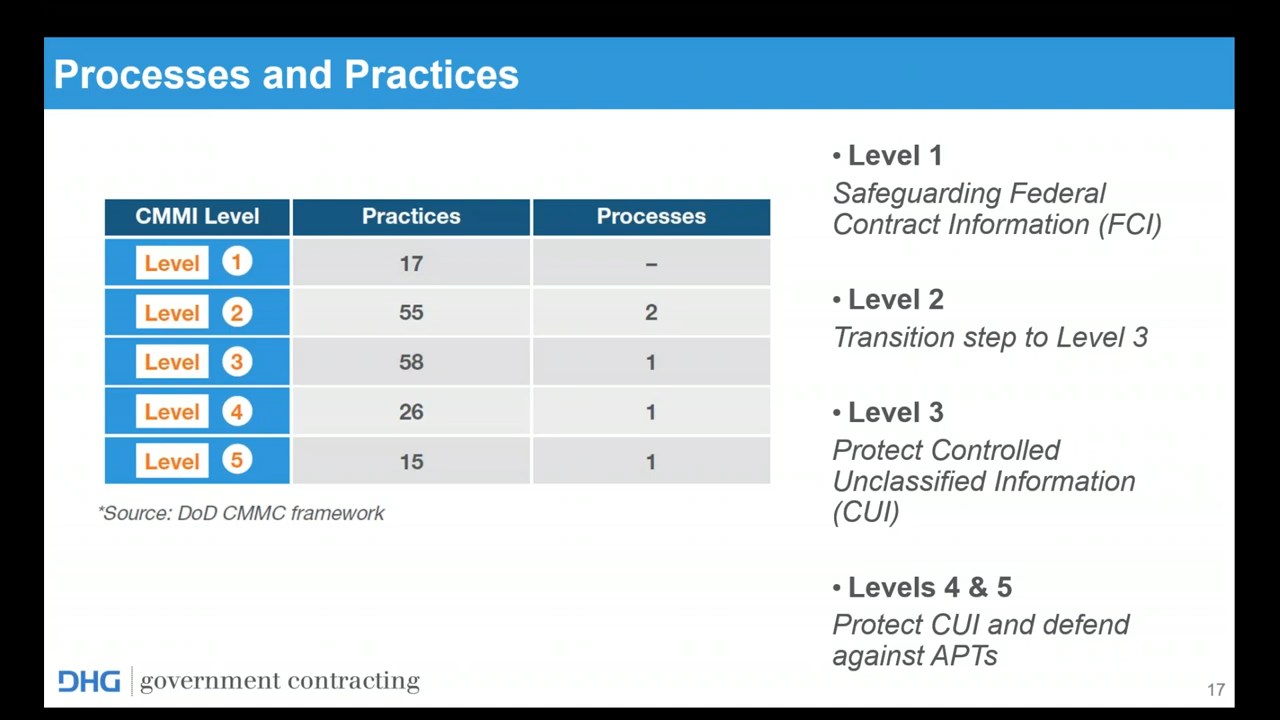 Processes and Practices
CMMI Level Practices Processes
Level 1 17 –
Level 2 55 2
Level 3 58 1
Level 4 26 1
Level 5 15 1
*Source: DoD CMMC framework
• Level 1
Safeguarding Federal
Contract Information (FCI)
• Level 2
Transition step to Level 3
• Level 3
Protect Controlled
Unclassified Information
(CUI)
• Levels 4 & 5
Protect CUI and defend
against APTs
DHG government contracting
17